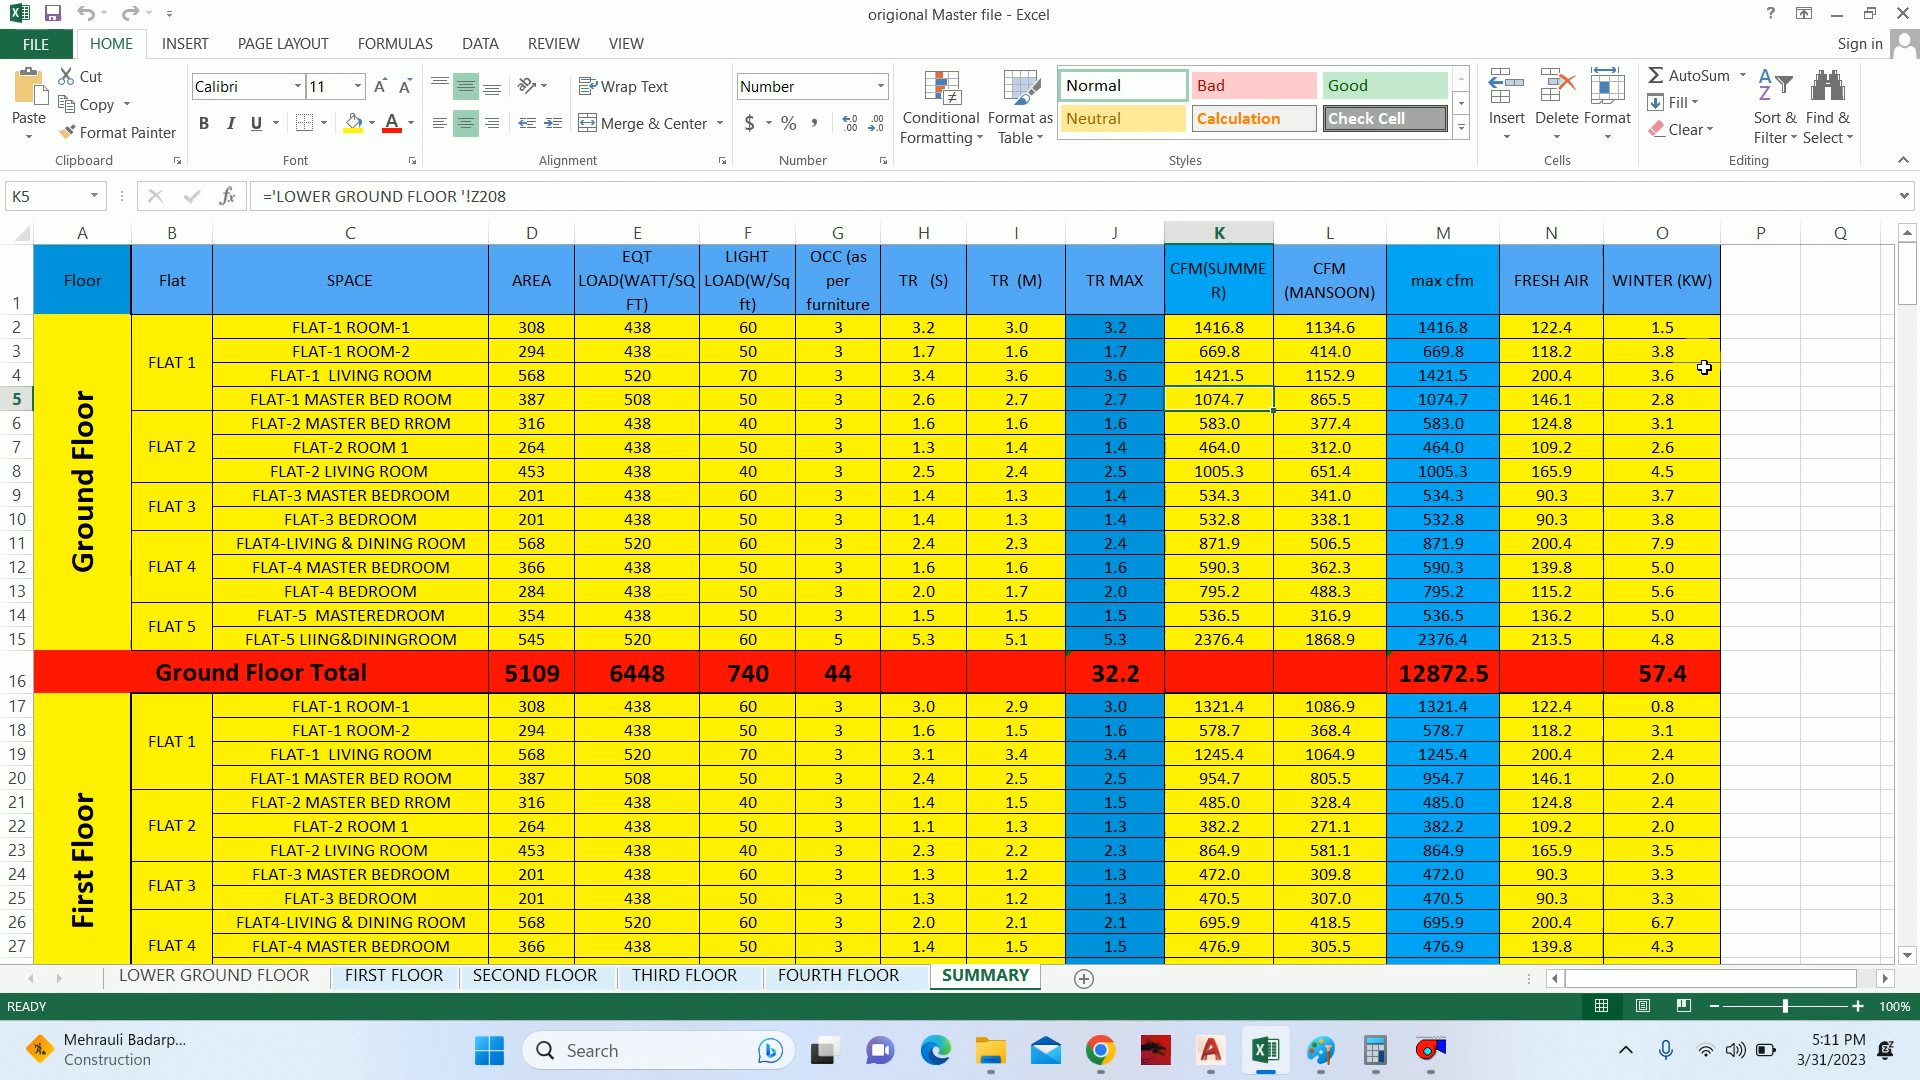 origional Master file - Excel
FILE HOME INSERT PAGE LAYOUT FORMULAS DATA REVIEW VIEW Sign in
Paste Cut Copy Format Painter Clipboard
Calibri 11 B I U A A A Font
Wrap Text Merge & Center Alignment
Number $ % , Number
Conditional Formatting Format as Table
Normal Bad Good
Neutral Calculation Check Cell
Styles
Insert Delete Format Cells
AutoSum Fill Clear Sort & Filter Find & Select Editing
K5 fx ='LOWER GROUND FLOOR '!Z208
A B C D E F G H I J K L M N O P Q
1 Floor Flat SPACE AREA EQT LOAD(WATT/SQ FT) LIGHT LOAD(W/Sq ft) OCC (as per furniture TR (S) TR (M) TR MAX CFM(SUMMER) CFM (MANSOON) max cfm FRESH AIR WINTER (KW)
Ground Floor
2 FLAT-1 ROOM-1 308 438 60 3 3.2 3.0 3.2 1416.8 1134.6 1416.8 122.4 1.5
3 FLAT 1 FLAT-1 ROOM-2 294 438 50 3 1.7 1.6 1.7 669.8 414.0 669.8 118.2 3.8
4 FLAT-1 LIVING ROOM 568 520 70 3 3.4 3.6 3.6 1421.5 1152.9 1421.5 200.4 3.6
5 FLAT-1 MASTER BED ROOM 387 508 50 3 2.6 2.7 2.7 1074.7 865.5 1074.7 146.1 2.8
6 FLAT-2 MASTER BED RROM 316 438 40 3 1.6 1.6 1.6 583.0 377.4 583.0 124.8 3.1
7 FLAT 2 FLAT-2 ROOM 1 264 438 50 3 1.3 1.4 1.4 464.0 312.0 464.0 109.2 2.6
8 FLAT-2 LIVING ROOM 453 438 40 3 2.5 2.4 2.5 1005.3 651.4 1005.3 165.9 4.5
9 FLAT 3 FLAT-3 MASTER BEDROOM 201 438 60 3 1.4 1.3 1.4 534.3 341.0 534.3 90.3 3.7
10 FLAT-3 BEDROOM 201 438 50 3 1.4 1.3 1.4 532.8 338.1 532.8 90.3 3.8
11 FLAT4-LIVING & DINING ROOM 568 520 60 3 2.4 2.3 2.4 871.9 506.5 871.9 200.4 7.9
12 FLAT 4 FLAT-4 MASTER BEDROOM 366 438 50 3 1.6 1.6 1.6 590.3 362.3 590.3 139.8 5.0
13 FLAT-4 BEDROOM 284 438 50 3 2.0 1.7 2.0 795.2 488.3 795.2 115.2 5.6
14 FLAT 5 FLAT-5 MASTEREDROOM 354 438 50 3 1.5 1.5 1.5 536.5 316.9 536.5 136.2 5.0
15 FLAT-5 LIING&DININGROOM 545 520 60 5 5.3 5.1 5.3 2376.4 1868.9 2376.4 213.5 4.8
16 Ground Floor Total 5109 6448 740 44 32.2 12872.5 57.4
First Floor
17 FLAT-1 ROOM-1 308 438 60 3 3.0 2.9 3.0 1321.4 1086.9 1321.4 122.4 0.8
18 FLAT 1 FLAT-1 ROOM-2 294 438 50 3 1.6 1.5 1.6 578.7 368.4 578.7 118.2 3.1
19 FLAT-1 LIVING ROOM 568 520 70 3 3.1 3.4 3.4 1245.4 1064.9 1245.4 200.4 2.4
20 FLAT-1 MASTER BED ROOM 387 508 50 3 2.4 2.5 2.5 954.7 805.5 954.7 146.1 2.0
21 FLAT-2 MASTER BED RROM 316 438 40 3 1.4 1.5 1.5 485.0 328.4 485.0 124.8 2.4
22 FLAT 2 FLAT-2 ROOM 1 264 438 50 3 1.1 1.3 1.3 382.2 271.1 382.2 109.2 2.0
23 FLAT-2 LIVING ROOM 453 438 40 3 2.3 2.2 2.3 864.9 581.1 864.9 165.9 3.5
24 FLAT 3 FLAT-3 MASTER BEDROOM 201 438 60 3 1.3 1.2 1.3 472.0 309.8 472.0 90.3 3.3
25 FLAT-3 BEDROOM 201 438 50 3 1.3 1.2 1.3 470.5 307.0 470.5 90.3 3.3
26 FLAT4-LIVING & DINING ROOM 568 520 60 3 2.0 2.1 2.1 695.9 418.5 695.9 200.4 6.7
27 FLAT 4 FLAT-4 MASTER BEDROOM 366 438 50 3 1.4 1.5 1.5 476.9 305.5 476.9 139.8 4.3
LOWER GROUND FLOOR FIRST FLOOR SECOND FLOOR THIRD FLOOR FOURTH FLOOR SUMMARY
READY 100%
Mehrauli Badarp...
Construction
Search
5:11 PM
3/31/2023